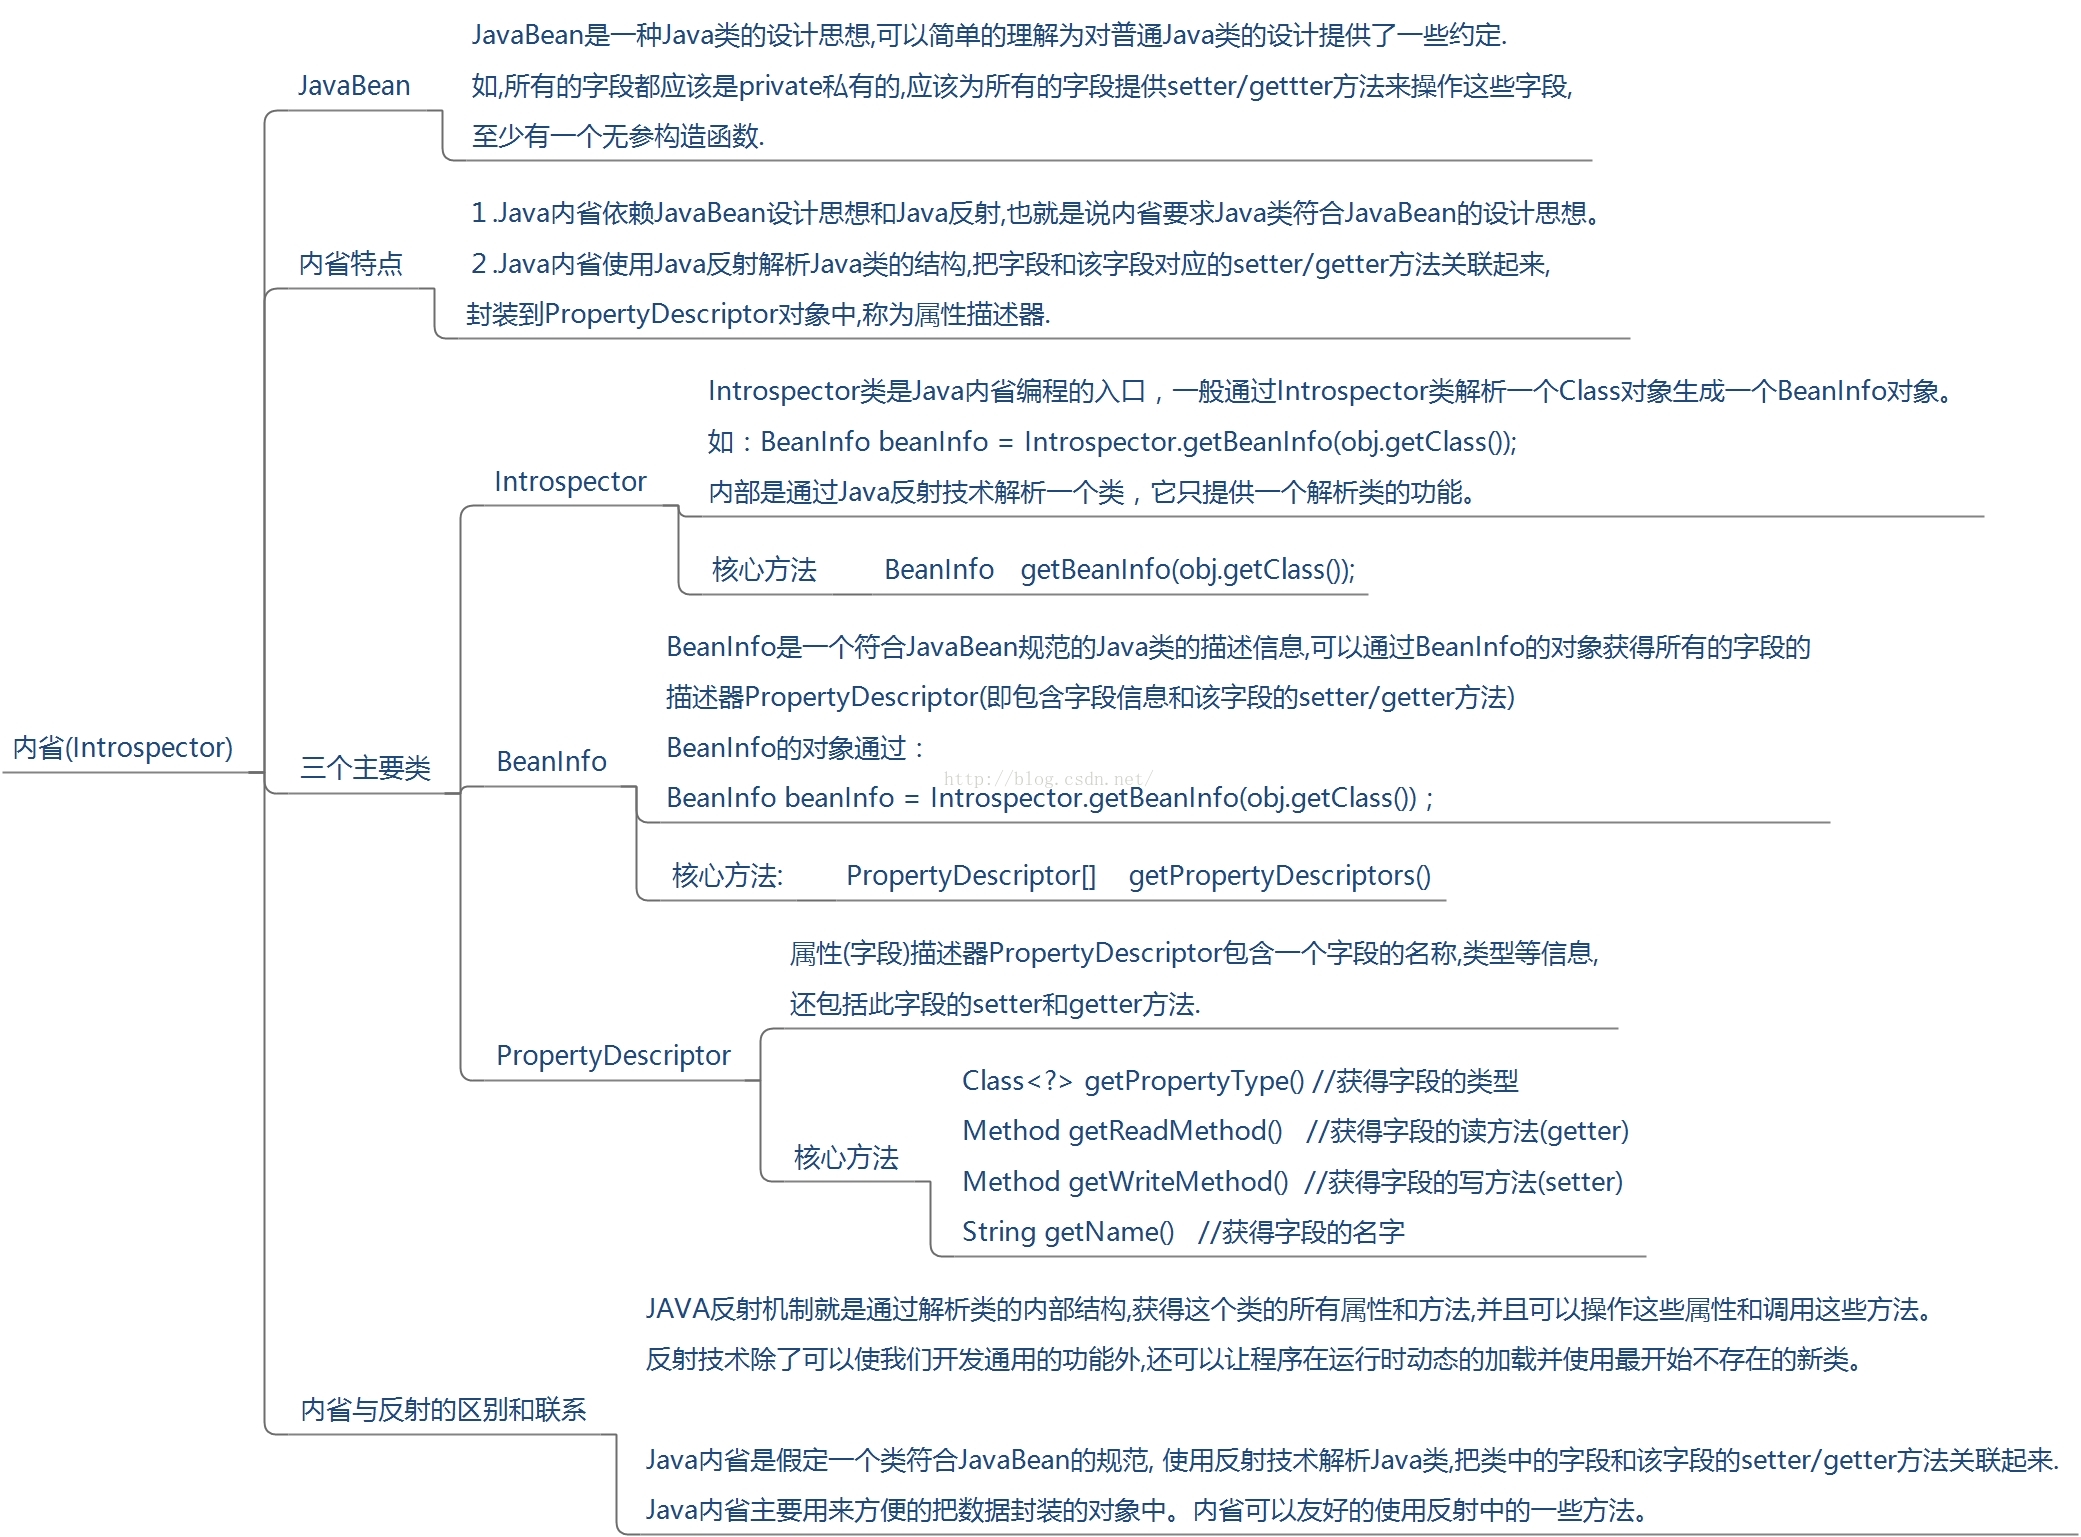 JavaBean是一种Java类的设计思想,可以简单的理解为对普通Java类的设计提供了一些约定.
JavaBean
如,所有的字段都应该是private私有的,应该为所有的字段提供setter/gettter方法来操作这些字段,
至少有一个无参构造函数.
1 .Java内省依赖JavaBean设计思想和Java反射,也就是说内省要求Java类符合JavaBean的设计思想。
内省特点
2 .Java内省使用Java反射解析Java类的结构,把字段和该字段对应的setter/getter方法关联起来,
封装到PropertyDescriptor对象中,称为属性描述器.
Introspector类是Java内省编程的入口，一般通过Introspector类解析一个Class对象生成一个BeanInfo对象。
如：BeanInfo beanInfo = Introspector.getBeanInfo(obj.getClass());
Introspector
内部是通过Java反射技术解析一个类，它只提供一个解析类的功能。
核心方法 BeanInfo getBeanInfo(obj.getClass());
BeanInfo是一个符合JavaBean规范的Java类的描述信息,可以通过BeanInfo的对象获得所有的字段的
描述器PropertyDescriptor(即包含字段信息和该字段的setter/getter方法)
内省(Introspector)
三个主要类
BeanInfo
BeanInfo的对象通过：
http://blog.csdn.net/
BeanInfo beanInfo = Introspector.getBeanInfo(obj.getClass())；
核心方法: PropertyDescriptor[] getPropertyDescriptors()
属性(字段)描述器PropertyDescriptor包含一个字段的名称,类型等信息,
还包括此字段的setter和getter方法.
PropertyDescriptor
Class<?> getPropertyType() //获得字段的类型
Method getReadMethod() //获得字段的读方法(getter)
核心方法
Method getWriteMethod() //获得字段的写方法(setter)
String getName() //获得字段的名字
JAVA反射机制就是通过解析类的内部结构,获得这个类的所有属性和方法,并且可以操作这些属性和调用这些方法。
反射技术除了可以使我们开发通用的功能外,还可以让程序在运行时动态的加载并使用最开始不存在的新类。
内省与反射的区别和联系
Java内省是假定一个类符合JavaBean的规范, 使用反射技术解析Java类,把类中的字段和该字段的setter/getter方法关联起来.
Java内省主要用来方便的把数据封装的对象中。内省可以友好的使用反射中的一些方法。